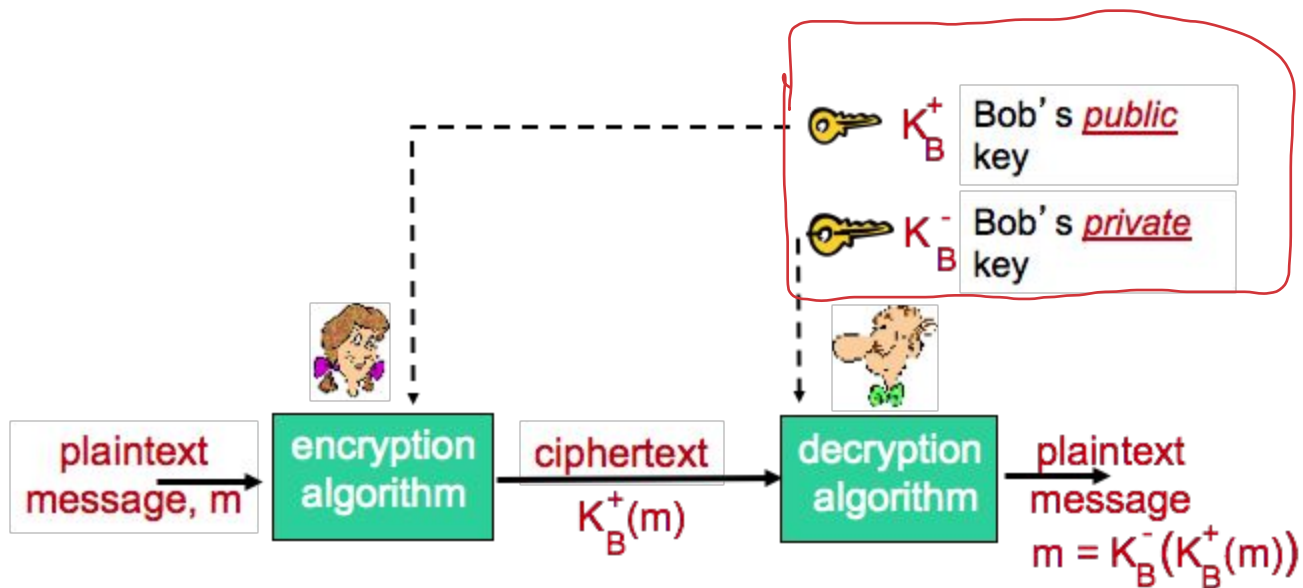 K_B^+ Bob's public
key
K_B^- Bob's private
key
plaintext
message, m
encryption
algorithm
ciphertext
K_B^+(m)
decryption
algorithm
plaintext
message
m = K_B^-(K_B^+(m))